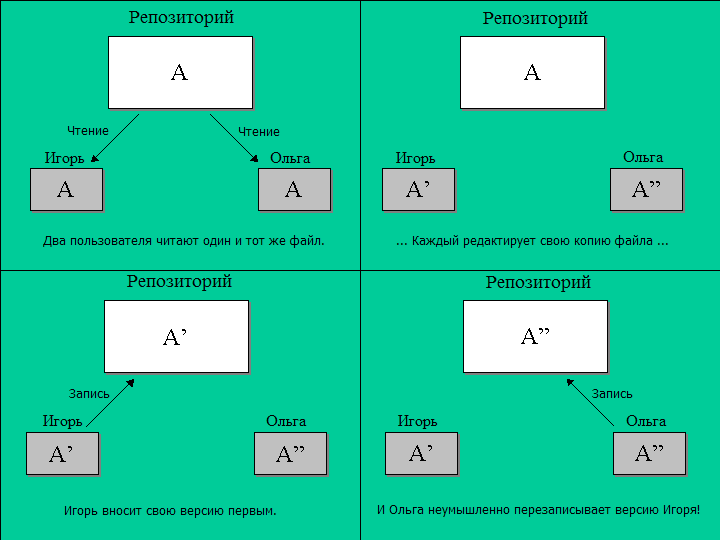 Репозиторий
A
Чтение
Чтение
Игорь
Ольга
A
A
Два пользователя читают один и тот же файл.
Репозиторий
A
Игорь
Ольга
A’
A”
... Каждый редактирует свою копию файла ...
Репозиторий
A’
Запись
Игорь
Ольга
A’
A”
Игорь вносит свою версию первым.
Репозиторий
A”
Запись
Игорь
Ольга
A’
A”
И Ольга неумышленно перезаписывает версию Игоря!